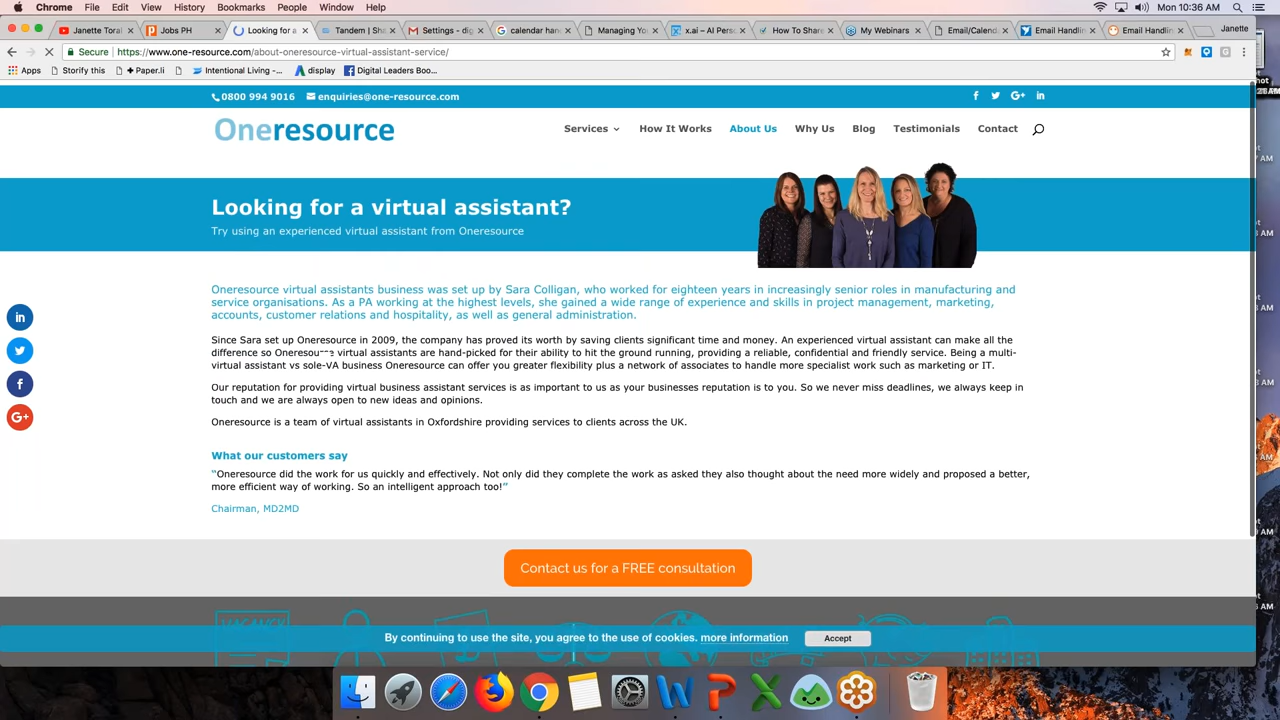 Chrome File Edit View History Bookmarks People Window Help
Mon 10:36 AM
Janette Toral
Jobs PH
Looking for a
Tandem | Sha
Settings - dig
calendar han
Managing Yo
x.ai – AI Perso
How To Share
My Webinars
Email/Calend
Email Handlin
Email Handlin
Janette
Secure https://www.one-resource.com/about-oneresource-virtual-assistant-service/
Apps Storify this + Paper.li Intentional Living -... display Digital Leaders Boo...
0800 994 9016 enquiries@one-resource.com
Oneresource
Services How It Works About Us Why Us Blog Testimonials Contact
Looking for a virtual assistant?
Try using an experienced virtual assistant from Oneresource
Oneresource virtual assistants business was set up by Sara Colligan, who worked for eighteen years in increasingly senior roles in manufacturing and
service organisations. As a PA working at the highest levels, she gained a wide range of experience and skills in project management, marketing,
accounts, customer relations and hospitality, as well as general administration.
Since Sara set up Oneresource in 2009, the company has proved its worth by saving clients significant time and money. An experienced virtual assistant can make all the
difference so Oneresource virtual assistants are hand-picked for their ability to hit the ground running, providing a reliable, confidential and friendly service. Being a multi-
virtual assistant vs sole-VA business Oneresource can offer you greater flexibility plus a network of associates to handle more specialist work such as marketing or IT.
Our reputation for providing virtual business assistant services is as important to us as your businesses reputation is to you. So we never miss deadlines, we always keep in
touch and we are always open to new ideas and opinions.
Oneresource is a team of virtual assistants in Oxfordshire providing services to clients across the UK.
What our customers say
"Oneresource did the work for us quickly and effectively. Not only did they complete the work as asked they also thought about the need more widely and proposed a better,
more efficient way of working. So an intelligent approach too!"
Chairman, MD2MD
Contact us for a FREE consultation
VACANCY
By continuing to use the site, you agree to the use of cookies. more information Accept